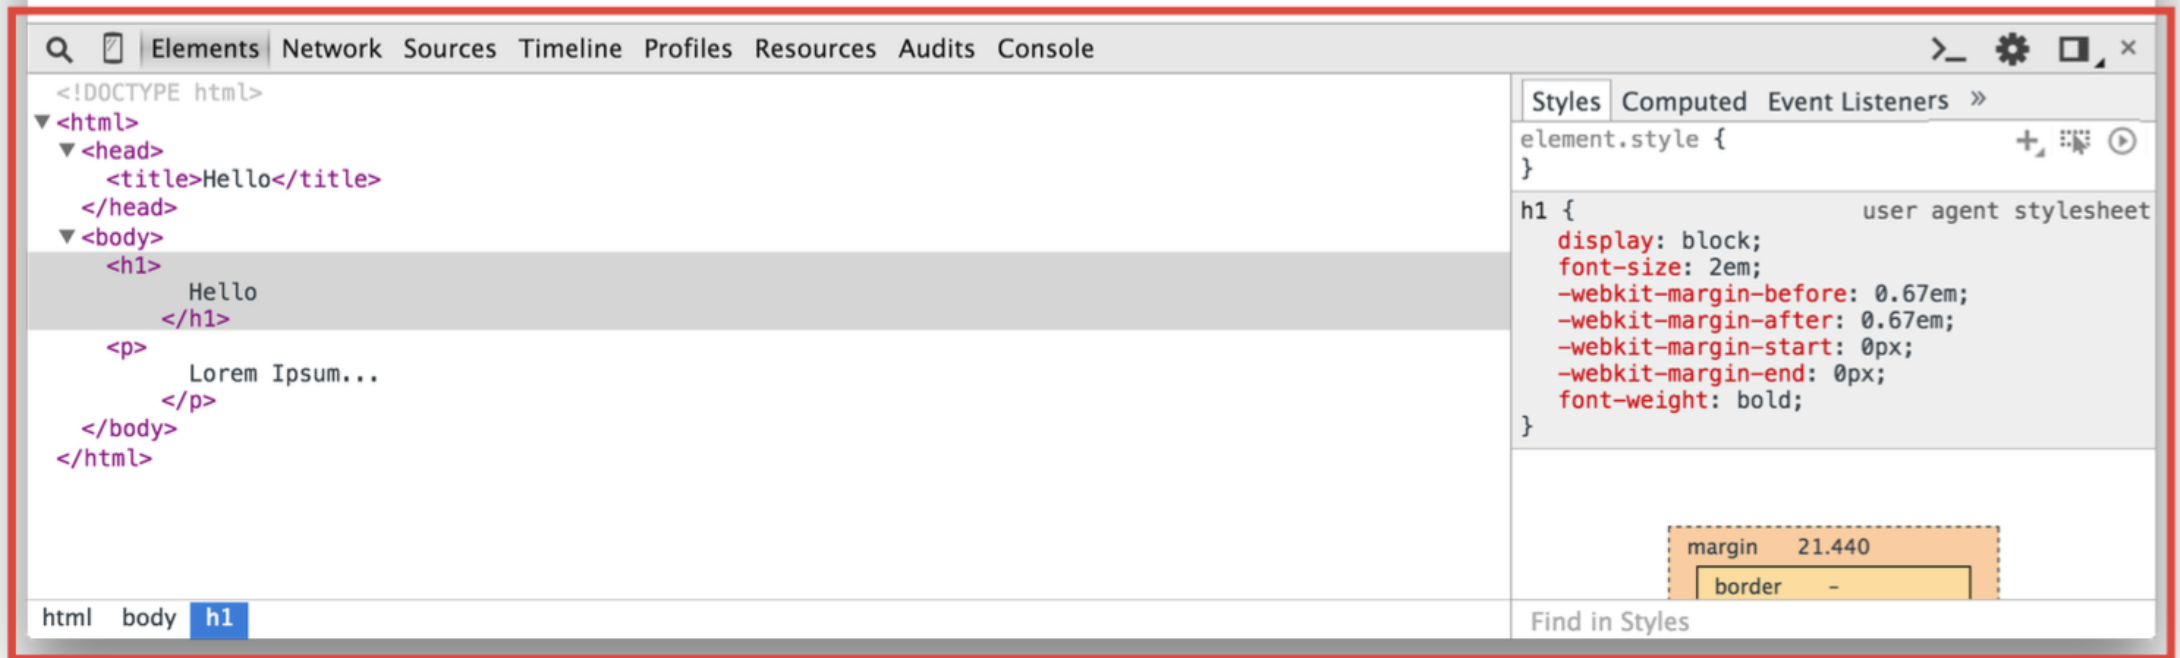 Elements Network Sources Timeline Profiles Resources Audits Console
<!DOCTYPE html>
<html>
<head>
<title>Hello</title>
</head>
<body>
<h1>
Hello
</h1>
<p>
Lorem Ipsum...
</p>
</body>
</html>
html body h1
Styles Computed Event Listeners »
element.style {
}
h1 { user agent stylesheet
display: block;
font-size: 2em;
-webkit-margin-before: 0.67em;
-webkit-margin-after: 0.67em;
-webkit-margin-start: 0px;
-webkit-margin-end: 0px;
font-weight: bold;
}
margin 21.440
border -
Find in Styles